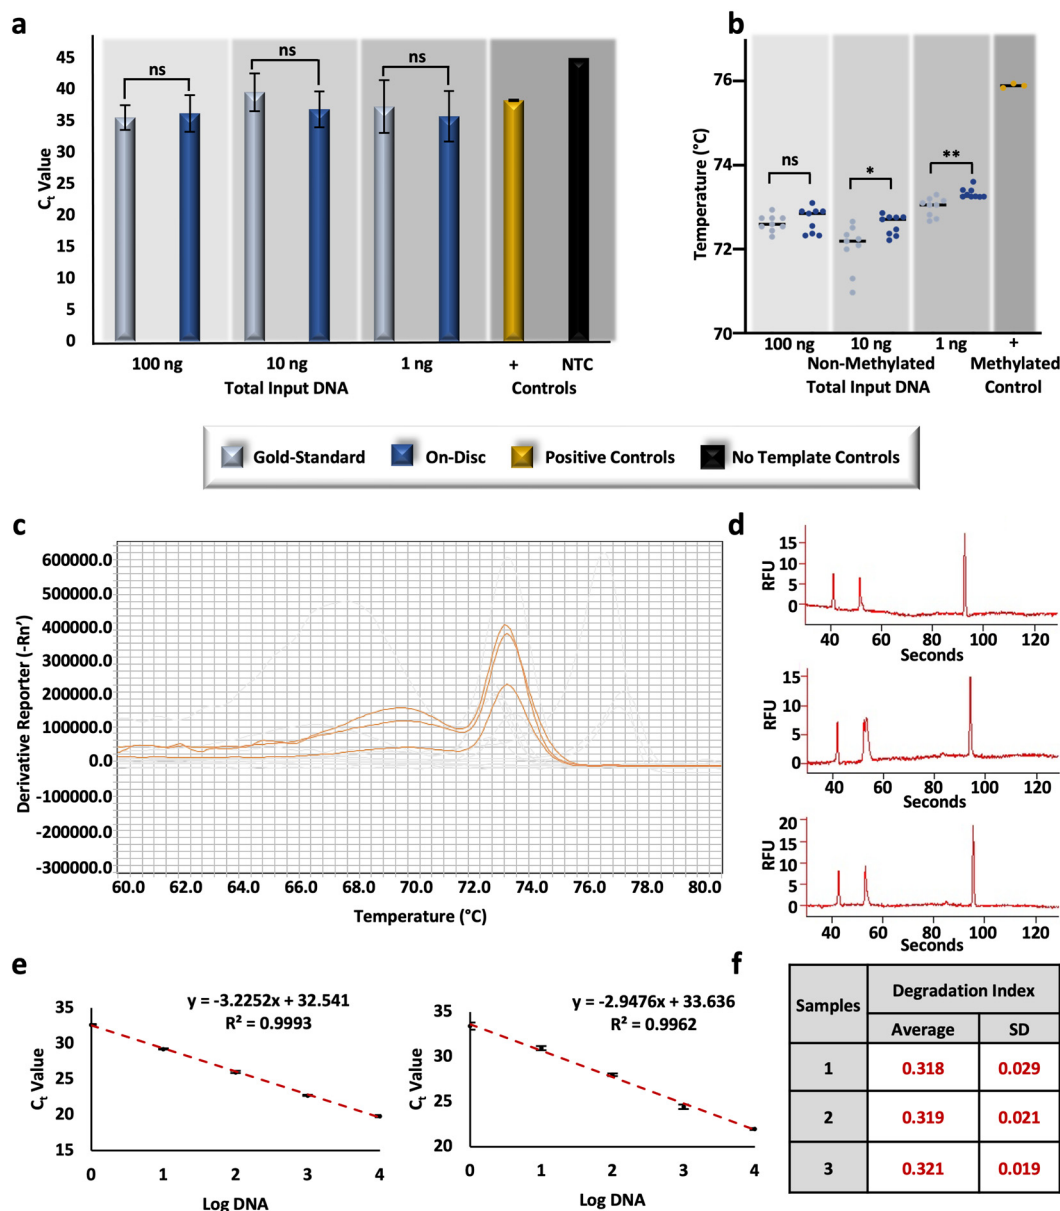 a
ns
ns
ns
45
40
35
30
25
20
15
10
5
0
Ct Value
100 ng
10 ng
1 ng
+
NTC
Total Input DNA
Controls
b
76
74
72
70
Temperature (°C)
ns
*
**
100 ng
10 ng
1 ng
+
Non-Methylated
Methylated
Total Input DNA
Control
Gold-Standard
On-Disc
Positive Controls
No Template Controls
c
600000.0
500000.0
400000.0
300000.0
200000.0
100000.0
0.0
-100000.0
-200000.0
-300000.0
Derivative Reporter (-Rn’)
60.0 62.0 64.0 66.0 68.0 70.0 72.0 74.0 76.0 78.0 80.0
Temperature (°C)
d
15
10
5
0
RFU
40 60 80 100 120
Seconds
15
10
5
0
RFU
40 60 80 100 120
Seconds
20
15
10
5
0
RFU
40 60 80 100 120
Seconds
e
y = -3.2252x + 32.541
R² = 0.9993
35
30
25
20
15
Ct Value
0 1 2 3 4
Log DNA
y = -2.9476x + 33.636
R² = 0.9962
35
30
25
20
Ct Value
0 1 2 3 4
Log DNA
f
Samples
Degradation Index
Average SD
1 0.318 0.029
2 0.319 0.021
3 0.321 0.019